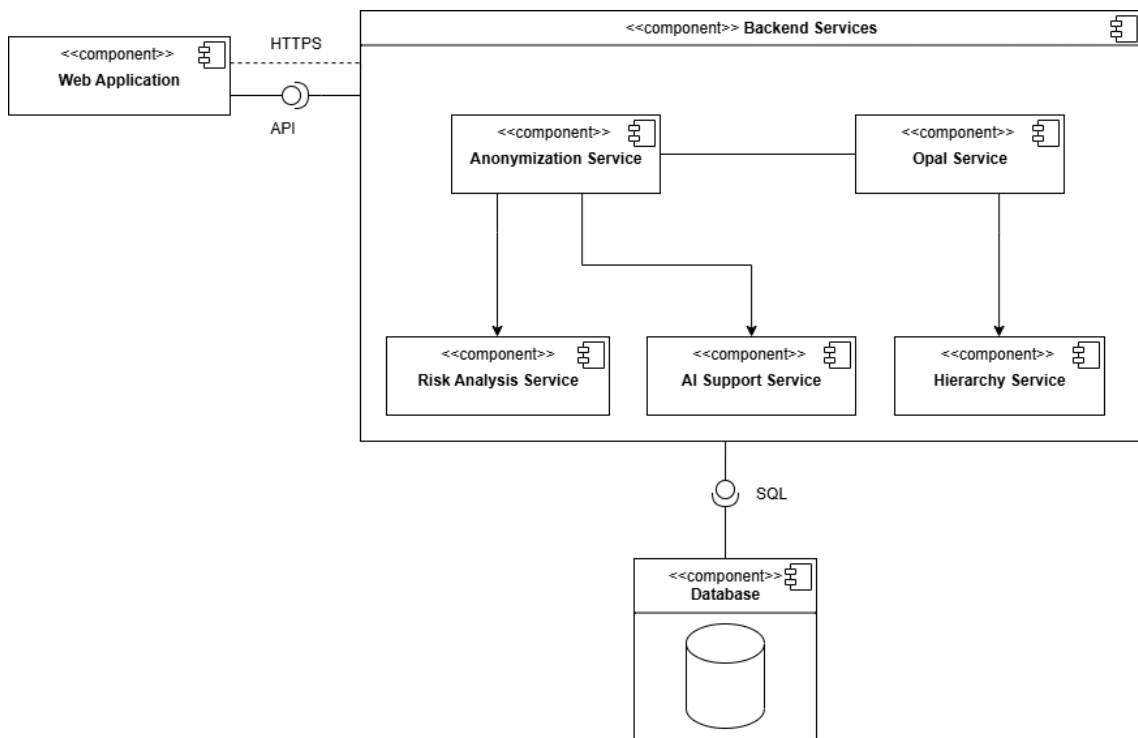 <<component>> Backend Services
<<component>>
Web Application
HTTPS
API
<<component>>
Anonymization Service
<<component>>
Opal Service
<<component>>
Risk Analysis Service
<<component>>
AI Support Service
<<component>>
Hierarchy Service
SQL
<<component>>
Database